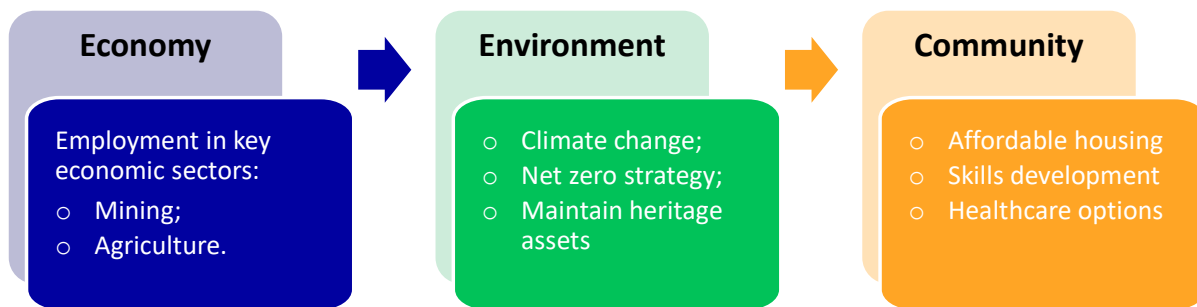 Economy
Employment in key
economic sectors:
o Mining;
o Agriculture.
Environment
o Climate change;
o Net zero strategy;
o Maintain heritage
assets
Community
o Affordable housing
o Skills development
o Healthcare options